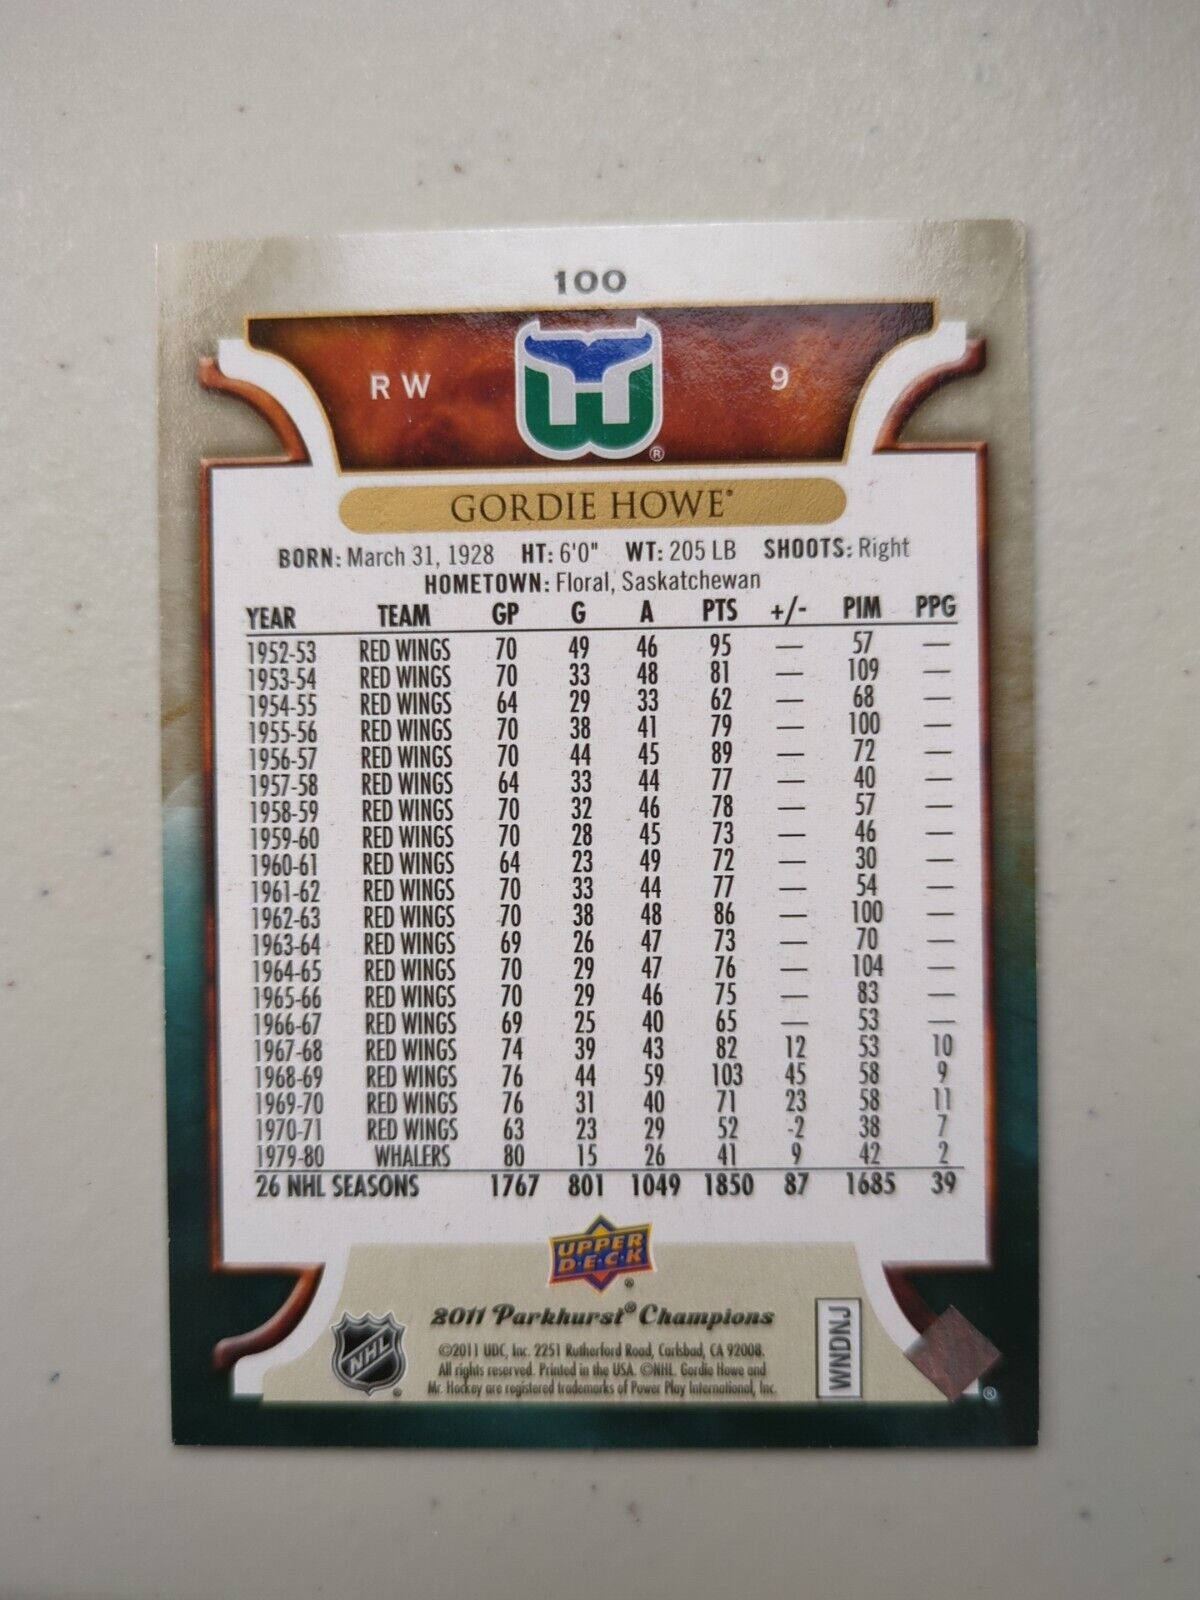 100
RW 9
®
GORDIE HOWE®
BORN: March 31, 1928 HT: 6'0" WT: 205 LB SHOOTS: Right
HOMETOWN: Floral, Saskatchewan
YEAR TEAM GP G A PTS +/- PIM PPG
1952-53 RED WINGS 70 49 46 95 — 57 —
1953-54 RED WINGS 70 33 48 81 — 109 —
1954-55 RED WINGS 64 29 33 62 — 68 —
1955-56 RED WINGS 70 38 41 79 — 100 —
1956-57 RED WINGS 70 44 45 89 — 72 —
1957-58 RED WINGS 64 33 44 77 — 40 —
1958-59 RED WINGS 70 32 46 78 — 57 —
1959-60 RED WINGS 70 28 45 73 — 46 —
1960-61 RED WINGS 64 23 49 72 — 30 —
1961-62 RED WINGS 70 33 44 77 — 54 —
1962-63 RED WINGS 70 38 48 86 — 100 —
1963-64 RED WINGS 69 26 47 73 — 70 —
1964-65 RED WINGS 70 29 47 76 — 104 —
1965-66 RED WINGS 70 29 46 75 — 83 —
1966-67 RED WINGS 69 25 40 65 — 53 —
1967-68 RED WINGS 74 39 43 82 12 53 10
1968-69 RED WINGS 76 44 59 103 45 58 9
1969-70 RED WINGS 76 31 40 71 23 58 11
1970-71 RED WINGS 63 23 29 52 -2 38 7
1979-80 WHALERS 80 15 26 41 9 42 2
26 NHL SEASONS 1767 801 1049 1850 87 1685 39
UPPER
D·E·C·K
®
2011 Parkhurst® Champions
©2011 UDC, Inc. 2251 Rutherford Road, Carlsbad, CA 92008.
All rights reserved. Printed in the USA. ©NHL. Gordie Howe and
Mr. Hockey are registered trademarks of Power Play International, Inc.
NHL
®
WNDNJ
®